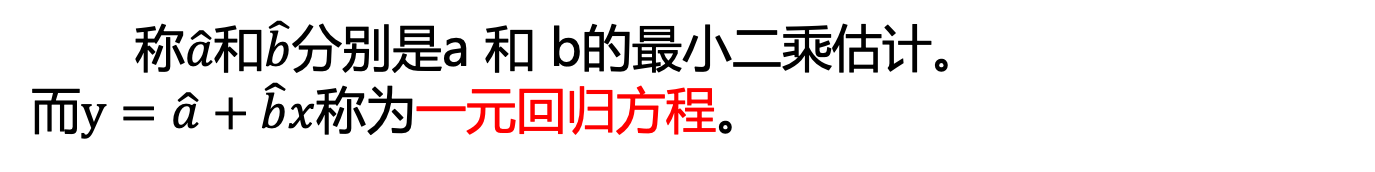 称â和b̂分别是a 和 b的最小二乘估计。
而y = â + b̂x称为一元回归方程。